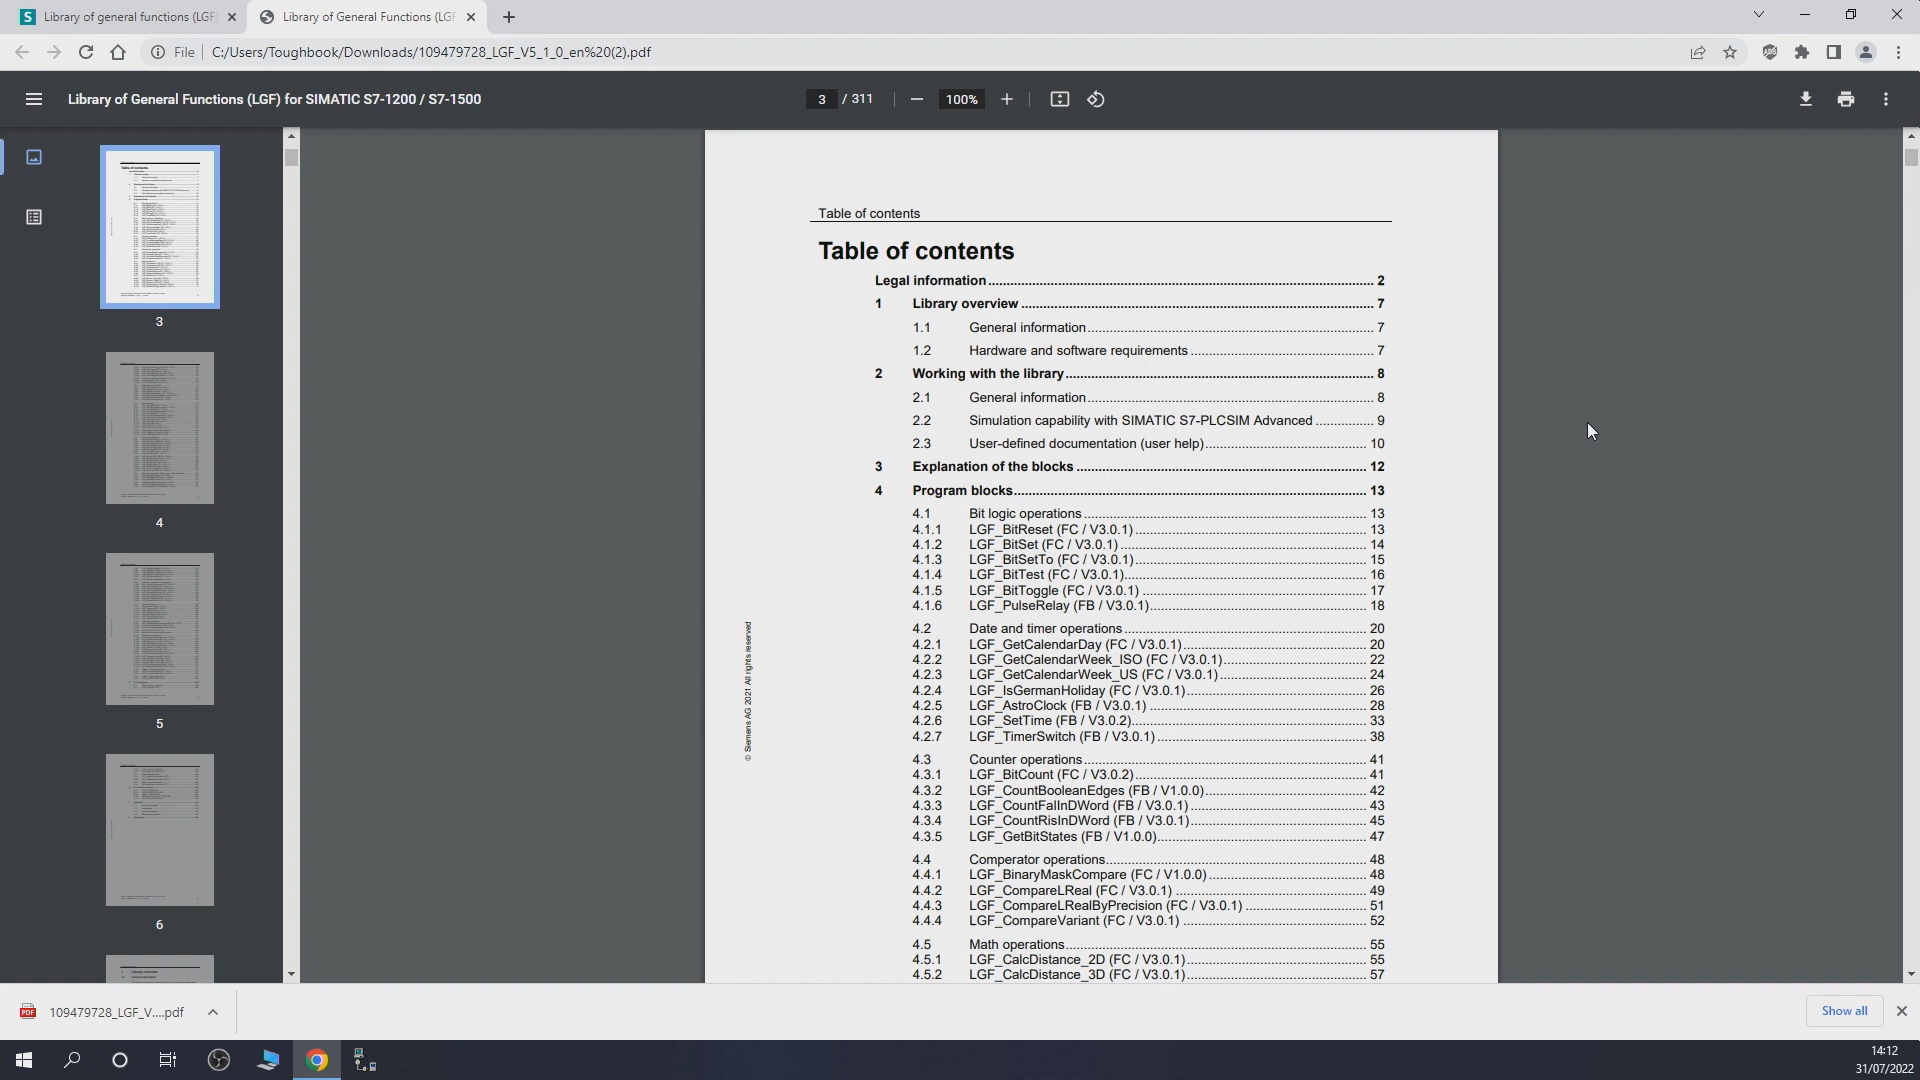 Library of general functions (LGF
Library of General Functions (LGF
File
C:/Users/Toughbook/Downloads/109479728_LGF_V5_1_0_en%20(2).pdf
Library of General Functions (LGF) for SIMATIC S7-1200 / S7-1500
3 / 311
100%
3
4
5
6
Table of contents
Table of contents
Legal information ........ 2
1 Library overview ........ 7
1.1 General information ........ 7
1.2 Hardware and software requirements ........ 7
2 Working with the library ........ 8
2.1 General information ........ 8
2.2 Simulation capability with SIMATIC S7-PLCSIM Advanced ........ 9
2.3 User-defined documentation (user help) ........ 10
3 Explanation of the blocks ........ 12
4 Program blocks ........ 13
4.1 Bit logic operations ........ 13
4.1.1 LGF_BitReset (FC / V3.0.1) ........ 13
4.1.2 LGF_BitSet (FC / V3.0.1) ........ 14
4.1.3 LGF_BitSetTo (FC / V3.0.1) ........ 15
4.1.4 LGF_BitTest (FC / V3.0.1) ........ 16
4.1.5 LGF_BitToggle (FC / V3.0.1) ........ 17
4.1.6 LGF_PulseRelay (FB / V3.0.1) ........ 18
4.2 Date and timer operations ........ 20
4.2.1 LGF_GetCalendarDay (FC / V3.0.1) ........ 20
4.2.2 LGF_GetCalendarWeek_ISO (FC / V3.0.1) ........ 22
4.2.3 LGF_GetCalendarWeek_US (FC / V3.0.1) ........ 24
4.2.4 LGF_IsGermanHoliday (FC / V3.0.1) ........ 26
4.2.5 LGF_AstroClock (FB / V3.0.1) ........ 28
4.2.6 LGF_SetTime (FB / V3.0.2) ........ 33
4.2.7 LGF_TimerSwitch (FB / V3.0.1) ........ 38
4.3 Counter operations ........ 41
4.3.1 LGF_BitCount (FC / V3.0.2) ........ 41
4.3.2 LGF_CountBooleanEdges (FB / V1.0.0) ........ 42
4.3.3 LGF_CountFallInDWord (FB / V3.0.1) ........ 43
4.3.4 LGF_CountRisInDWord (FB / V3.0.1) ........ 45
4.3.5 LGF_GetBitStates (FB / V1.0.0) ........ 47
4.4 Comperator operations ........ 48
4.4.1 LGF_BinaryMaskCompare (FC / V1.0.0) ........ 48
4.4.2 LGF_CompareLReal (FC / V3.0.1) ........ 49
4.4.3 LGF_CompareLRealByPrecision (FC / V3.0.1) ........ 51
4.4.4 LGF_CompareVariant (FC / V3.0.1) ........ 52
4.5 Math operations ........ 55
4.5.1 LGF_CalcDistance_2D (FC / V3.0.1) ........ 55
4.5.2 LGF_CalcDistance_3D (FC / V3.0.1) ........ 57
© Siemens AG 2021 All rights reserved
109479728_LGF_V....pdf
Show all
14:12
31/07/2022